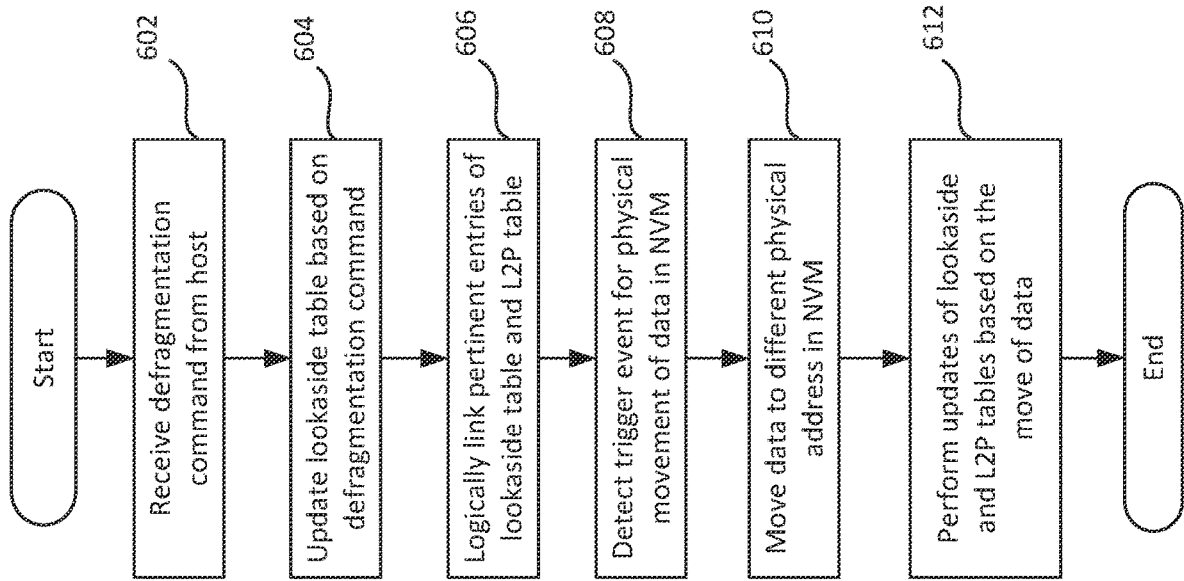 Start
Receive defragmentation
command from host
602
Update lookaside table based on
defragmentation command
604
Logically link pertinent entries of
lookaside table and L2P table
606
Detect trigger event for physical
movement of data in NVM
608
Move data to different physical
address in NVM
610
Perform updates of lookaside
and L2P tables based on the
move of data
612
End